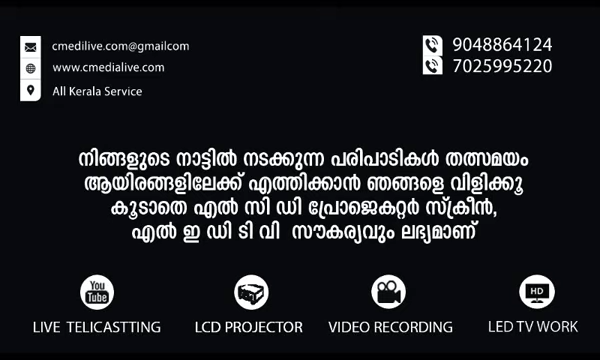 cmedilive.com@gmailcom
www.cmedialive.com
All Kerala Service
9048864124
7025995220
നിങ്ങളുടെ നാട്ടിൽ നടക്കുന്ന പരിപാടികൾ തത്സമയം
ആയിരങ്ങളിലേക്ക് എത്തിക്കാൻ ഞങ്ങളെ വിളിക്കൂ
കൂടാതെ എൽ സി ഡി പ്രോജെക്റ്റർ സ്ക്രീൻ,
എൽ ഇ ഡി ടി വി സൗകര്യവും ലഭ്യമാണ്
You Tube
HD
LIVE TELICASTTING
LCD PROJECTOR
VIDEO RECORDING
LED TV WORK